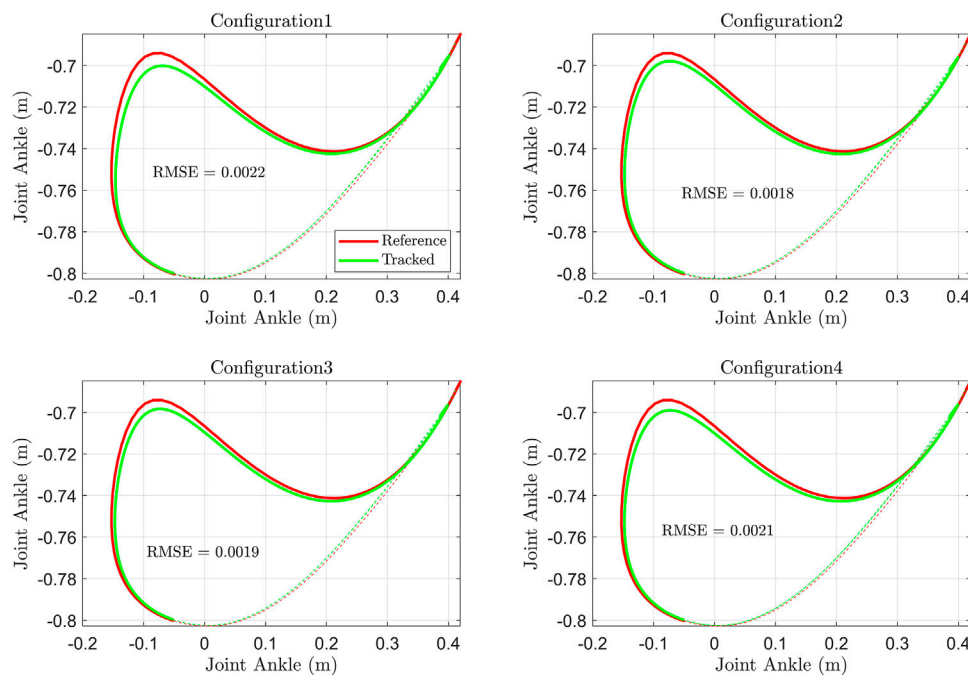 Configuration1
Joint Ankle (m)
-0.7
-0.72
-0.74
-0.76
-0.78
-0.8
RMSE = 0.0022
Reference
Tracked
-0.2 -0.1 0 0.1 0.2 0.3 0.4
Joint Ankle (m)
Configuration2
Joint Ankle (m)
-0.7
-0.72
-0.74
-0.76
-0.78
-0.8
RMSE = 0.0018
-0.2 -0.1 0 0.1 0.2 0.3 0.4
Joint Ankle (m)
Configuration3
Joint Ankle (m)
-0.7
-0.72
-0.74
-0.76
-0.78
-0.8
RMSE = 0.0019
-0.2 -0.1 0 0.1 0.2 0.3 0.4
Joint Ankle (m)
Configuration4
Joint Ankle (m)
-0.7
-0.72
-0.74
-0.76
-0.78
-0.8
RMSE = 0.0021
-0.2 -0.1 0 0.1 0.2 0.3 0.4
Joint Ankle (m)